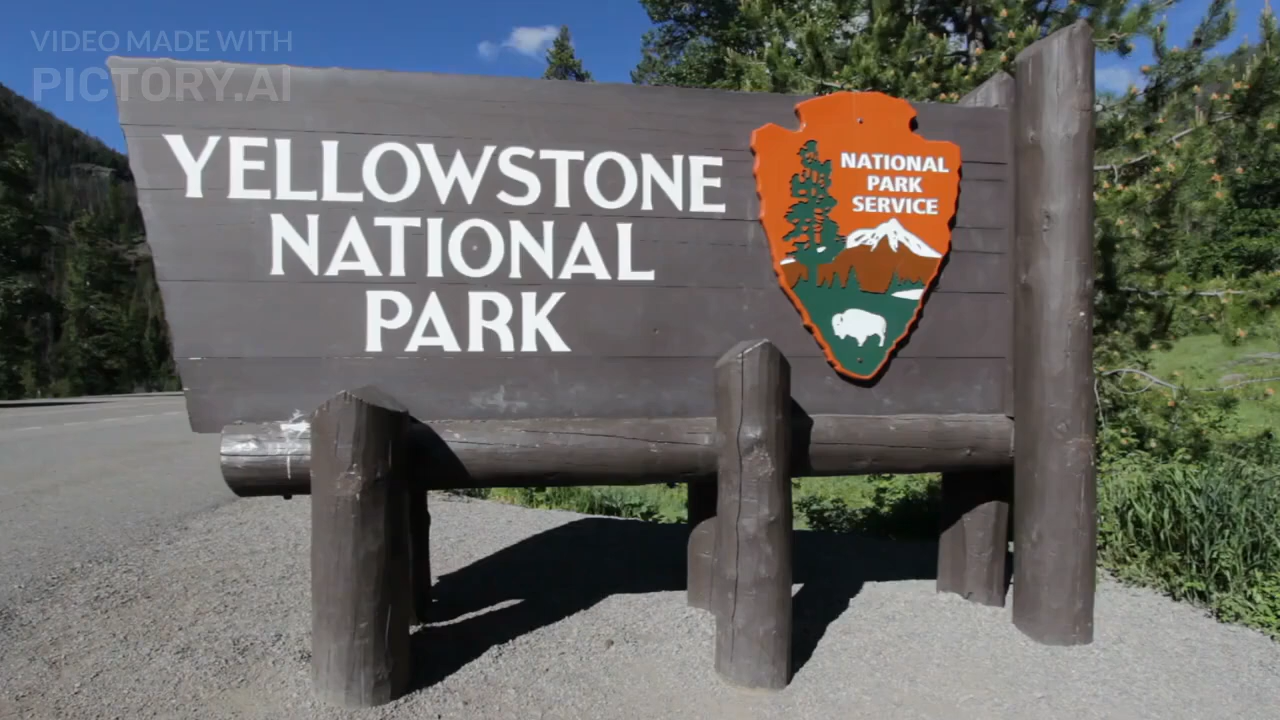 VIDEO MADE WITH
PICTORY.AI
YELLOWSTONE
NATIONAL
PARK
NATIONAL
PARK
SERVICE